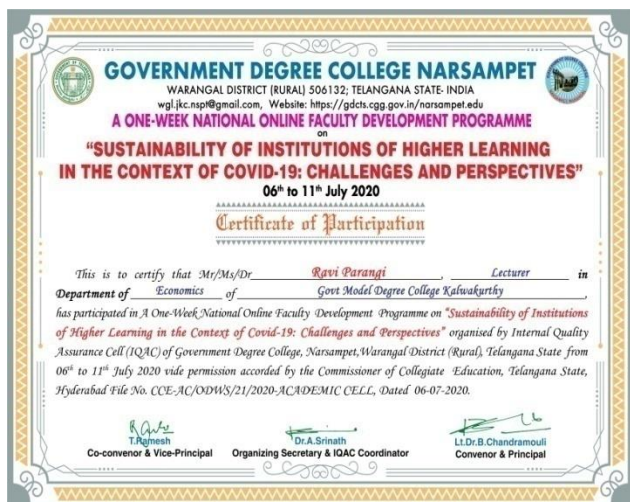 GOVERNMENT DEGREE COLLEGE NARSAMPET
WARANGAL DISTRICT (RURAL) 506132; TELANGANA STATE- INDIA
wgl.jkc.nspt@gmail.com, Website: https://gdcts.cgg.gov.in/narsampet.edu
A ONE-WEEK NATIONAL ONLINE FACULTY DEVELOPMENT PROGRAMME
on
“SUSTAINABILITY OF INSTITUTIONS OF HIGHER LEARNING
IN THE CONTEXT OF COVID-19: CHALLENGES AND PERSPECTIVES”
06th to 11th July 2020
Certificate of Participation
This is to certify that Mr/Ms/Dr Ravi Parangi, Lecturer in
Department of Economics of Govt Model Degree College Kalwakurthy,
has participated in A One-Week National Online Faculty Development Programme on “Sustainability of Institutions
of Higher Learning in the Context of Covid-19: Challenges and Perspectives” organised by Internal Quality
Assurance Cell (IQAC) of Government Degree College, Narsampet,Warangal District (Rural), Telangana State from
06th to 11th July 2020 vide permission accorded by the Commissioner of Collegiate Education, Telangana State,
Hyderabad File No. CCE-AC/ODWS/21/2020-ACADEMIC CELL, Dated 06-07-2020.
T.Ramesh Dr.A.Srinath Lt.Dr.B.Chandramouli
Co-convenor & Vice-Principal Organizing Secretary & IQAC Coordinator Convenor & Principal